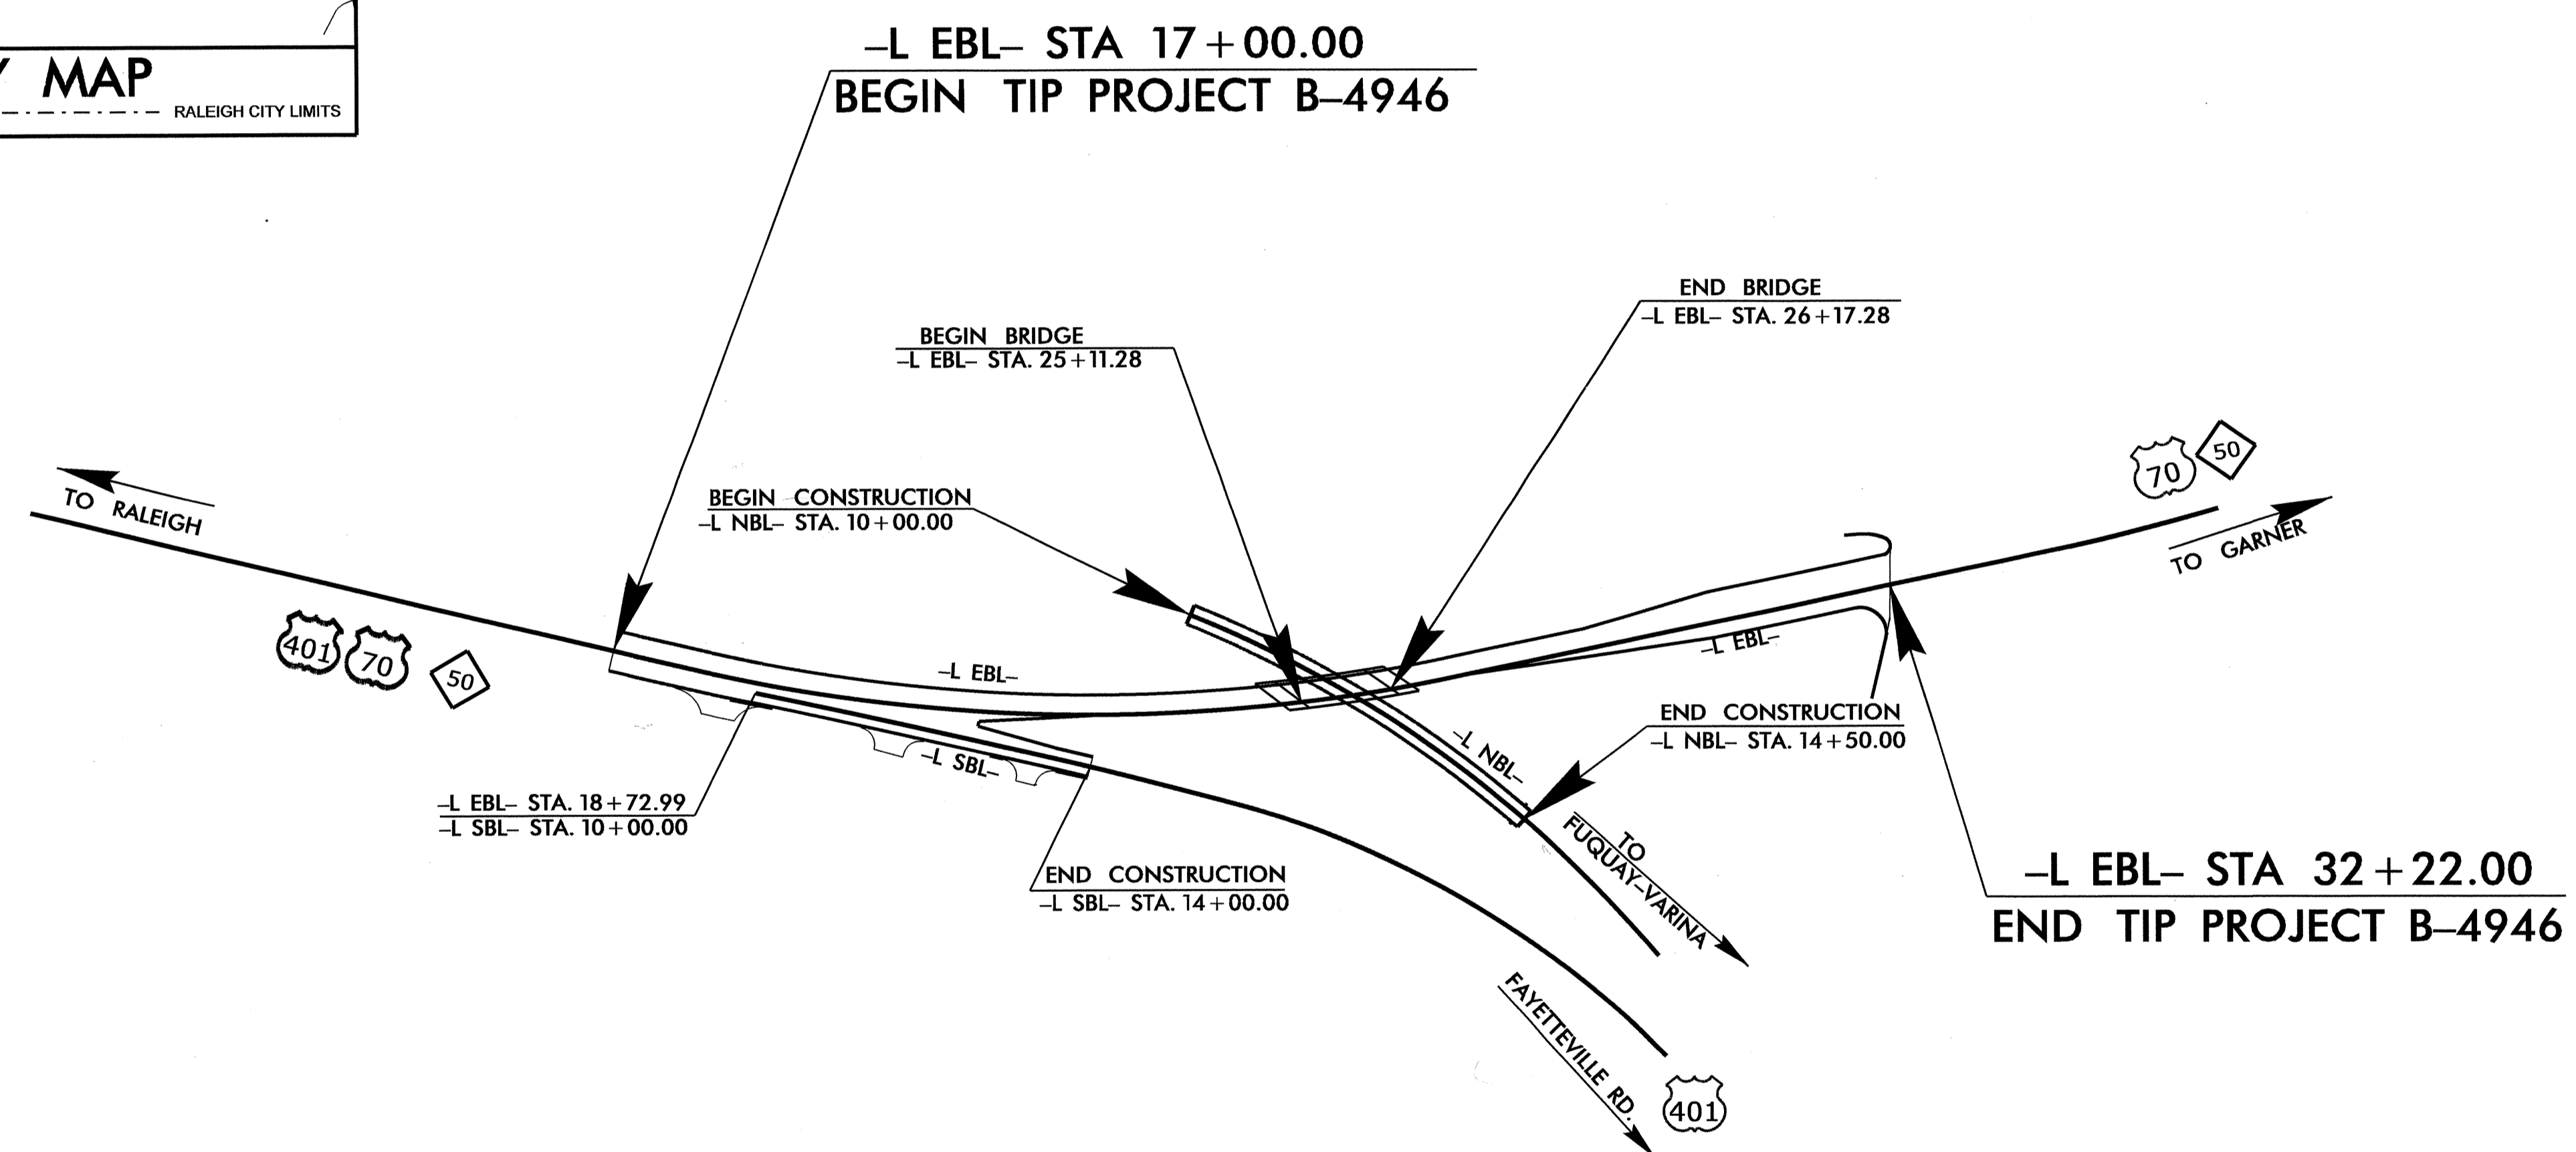 MAP
RALEIGH CITY LIMITS
–L EBL– STA 17+00.00
BEGIN TIP PROJECT B–4946
BEGIN BRIDGE
–L EBL– STA. 25+11.28
END BRIDGE
–L EBL– STA. 26+17.28
BEGIN CONSTRUCTION
–L NBL– STA. 10+00.00
TO RALEIGH
401
70
50
70
50
TO GARNER
–L EBL–
–L EBL–
–L SBL–
–L NBL–
–L EBL– STA. 18+72.99
–L SBL– STA. 10+00.00
END CONSTRUCTION
–L SBL– STA. 14+00.00
END CONSTRUCTION
–L NBL– STA. 14+50.00
TO
FUQUAY–VARINA
FAYETTEVILLE RD.
401
–L EBL– STA 32+22.00
END TIP PROJECT B–4946